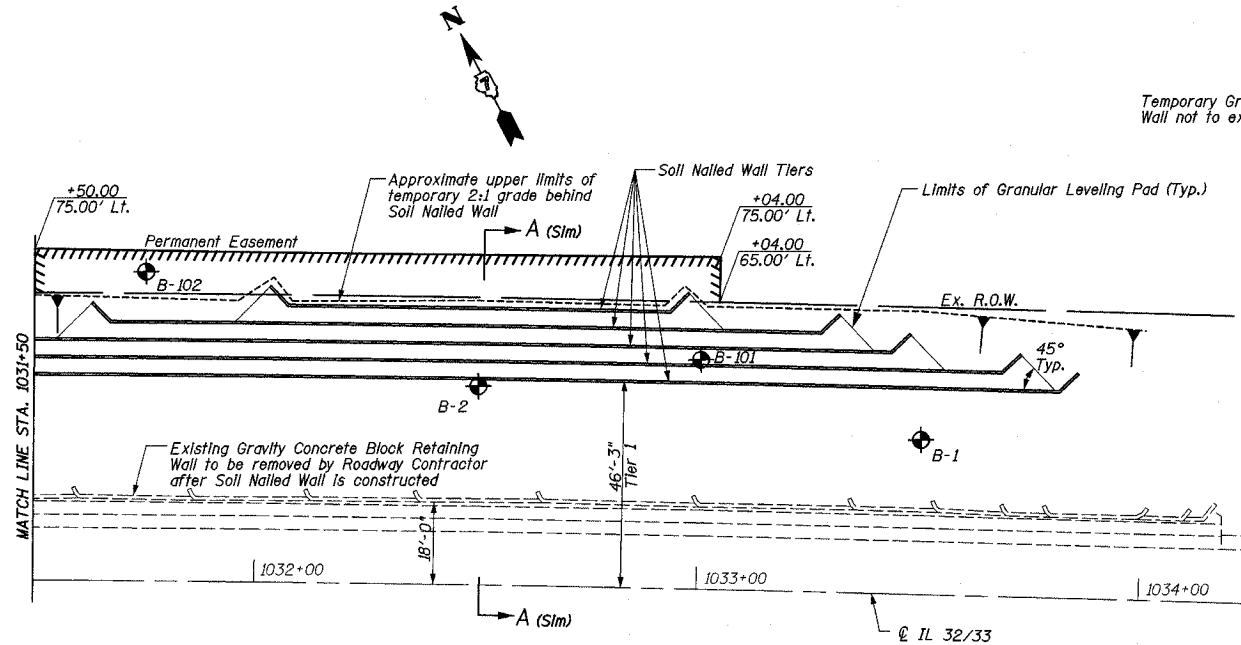 N
Temporary Gr
Wall not to ex
Approximate upper limits of
temporary 2:1 grade behind
Soil Nailed Wall
Soil Nailed Wall Tiers
Limits of Granular Leveling Pad (Typ.)
+50.00
75.00' Lt.
A (Sim)
+04.00
75.00' Lt.
+04.00
65.00' Lt.
Permanent Easement
B-102
Ex. R.O.W.
B-101
45°
Typ.
B-2
B-1
MATCH LINE STA. 1031+50
Existing Gravity Concrete Block Retaining
Wall to be removed by Roadway Contractor
after Soil Nailed Wall is constructed
46'-3"
Tier 1
18'-0"
1032+00
1033+00
1034+00
A (Sim)
℄ IL 32/33